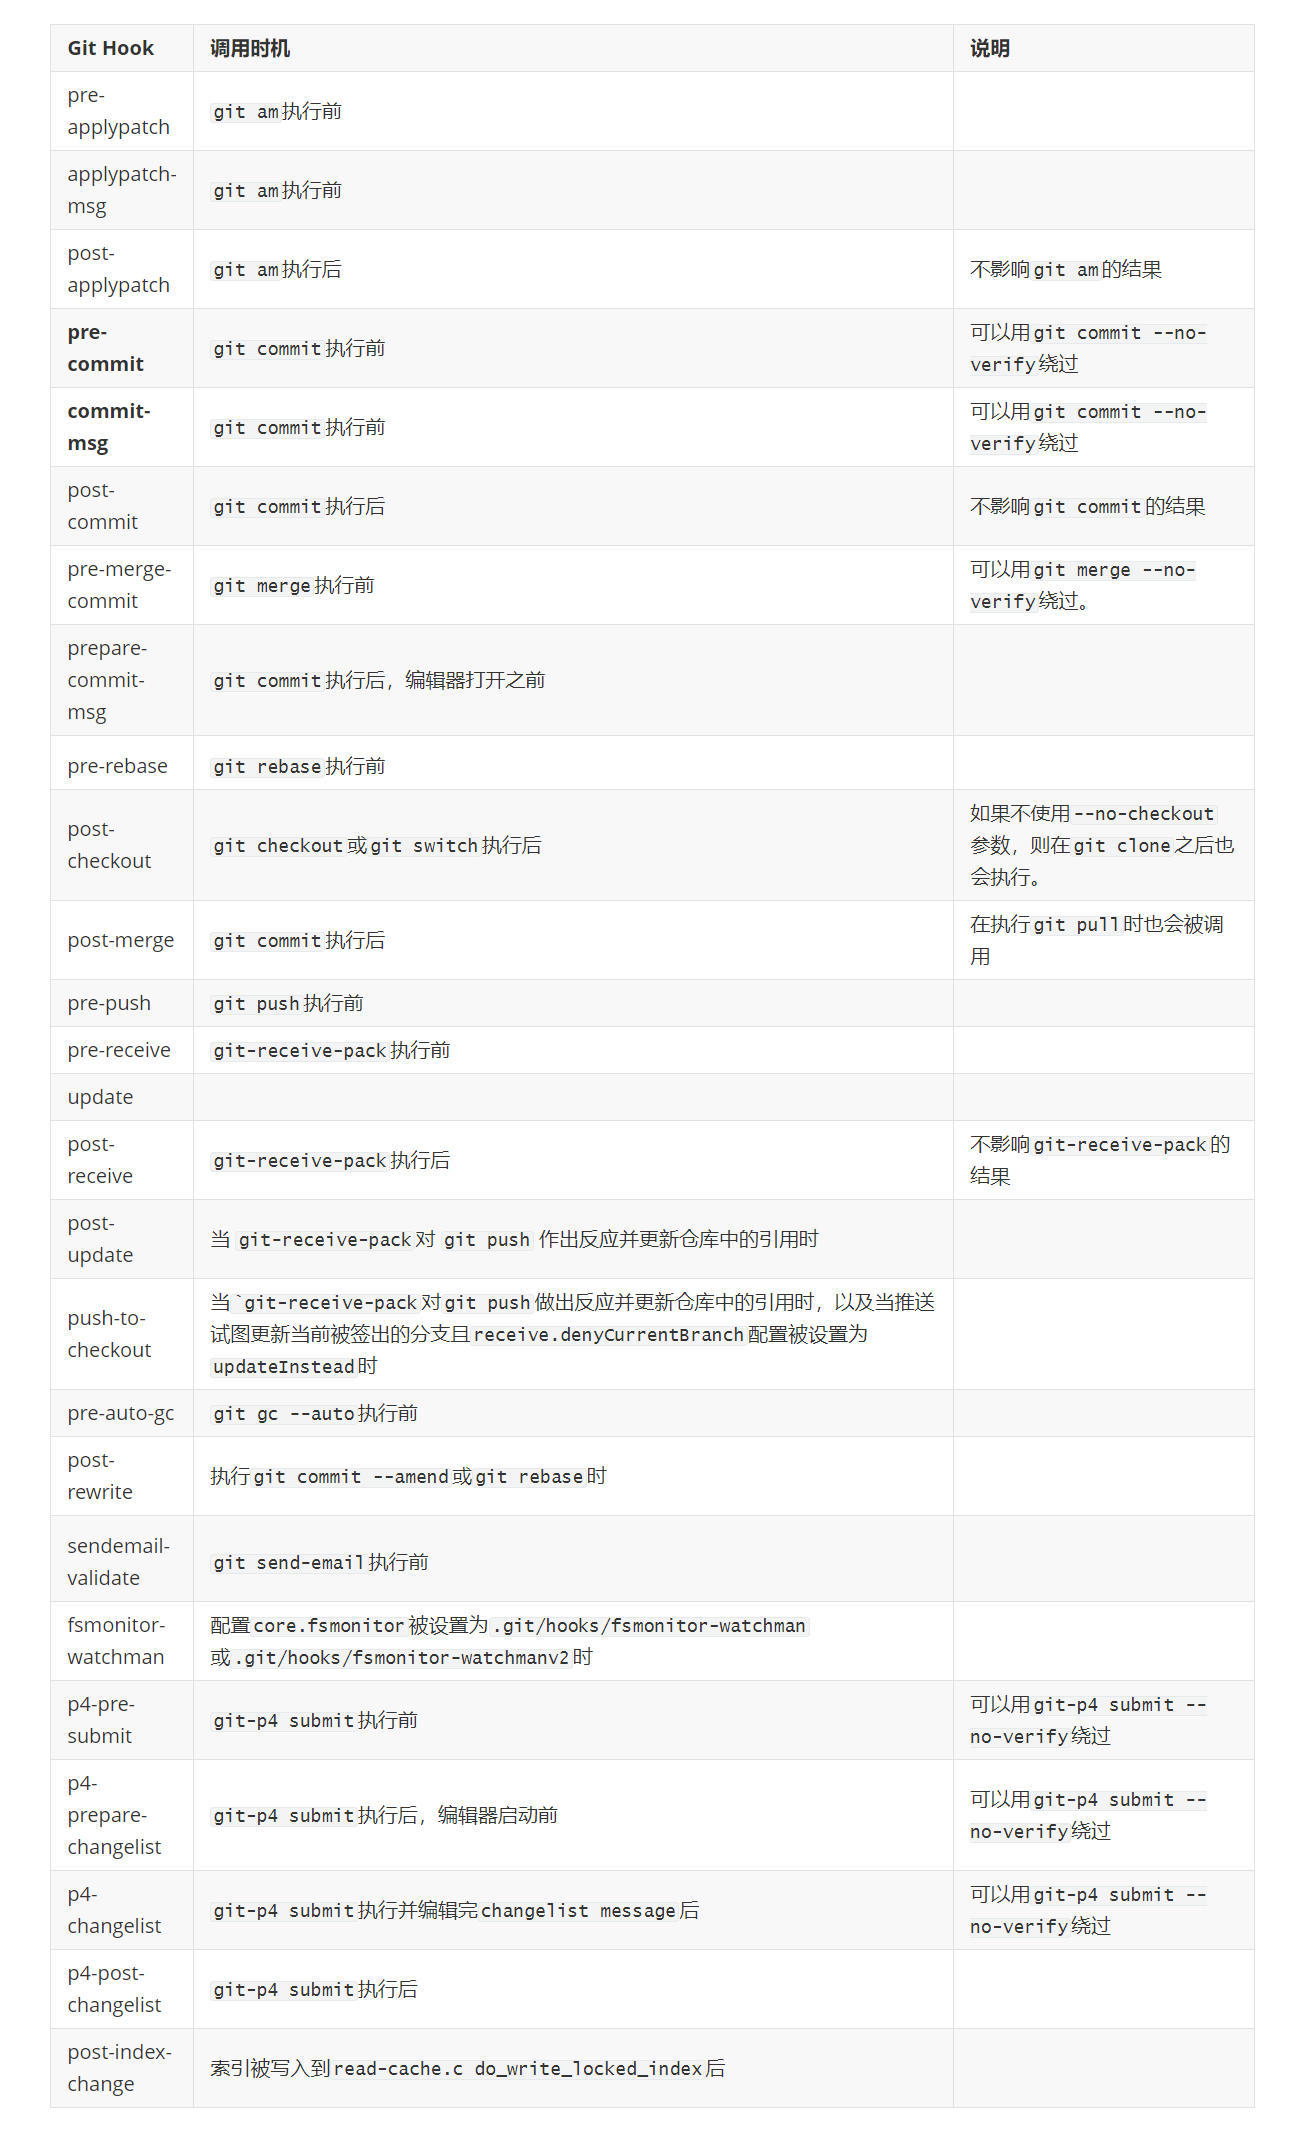 Git Hook 调用时机 说明
pre-
applypatch
git am执行前
applypatch-
msg
git am执行前
post-
applypatch
git am执行后
不影响git am的结果
pre-
commit
git commit执行前
可以用git commit --no-
verify绕过
commit-
msg
git commit执行前
可以用git commit --no-
verify绕过
post-
commit
git commit执行后
不影响git commit的结果
pre-merge-
commit
git merge执行前
可以用git merge --no-
verify绕过。
prepare-
commit-
msg
git commit执行后，编辑器打开之前
pre-rebase git rebase执行前
post-
checkout
git checkout或git switch执行后
如果不使用--no-checkout
参数，则在git clone之后也
会执行。
post-merge git commit执行后
在执行git pull时也会被调
用
pre-push git push执行前
pre-receive git-receive-pack执行前
update
post-
receive
git-receive-pack执行后
不影响git-receive-pack的
结果
post-
update
当 git-receive-pack对 git push 作出反应并更新仓库中的引用时
push-to-
checkout
当`git-receive-pack对git push做出反应并更新仓库中的引用时，以及当推送
试图更新当前被签出的分支且receive.denyCurrentBranch配置被设置为
updateInstead时
pre-auto-gc git gc --auto执行前
post-
rewrite
执行git commit --amend或git rebase时
sendemail-
validate
git send-email执行前
fsmonitor-
watchman
配置core.fsmonitor被设置为.git/hooks/fsmonitor-watchman
或.git/hooks/fsmonitor-watchmanv2时
p4-pre-
submit
git-p4 submit执行前
可以用git-p4 submit --
no-verify绕过
p4-
prepare-
changelist
git-p4 submit执行后，编辑器启动前
可以用git-p4 submit --
no-verify绕过
p4-
changelist
git-p4 submit执行并编辑完changelist message后
可以用git-p4 submit --
no-verify绕过
p4-post-
changelist
git-p4 submit执行后
post-index-
change
索引被写入到read-cache.c do_write_locked_index后